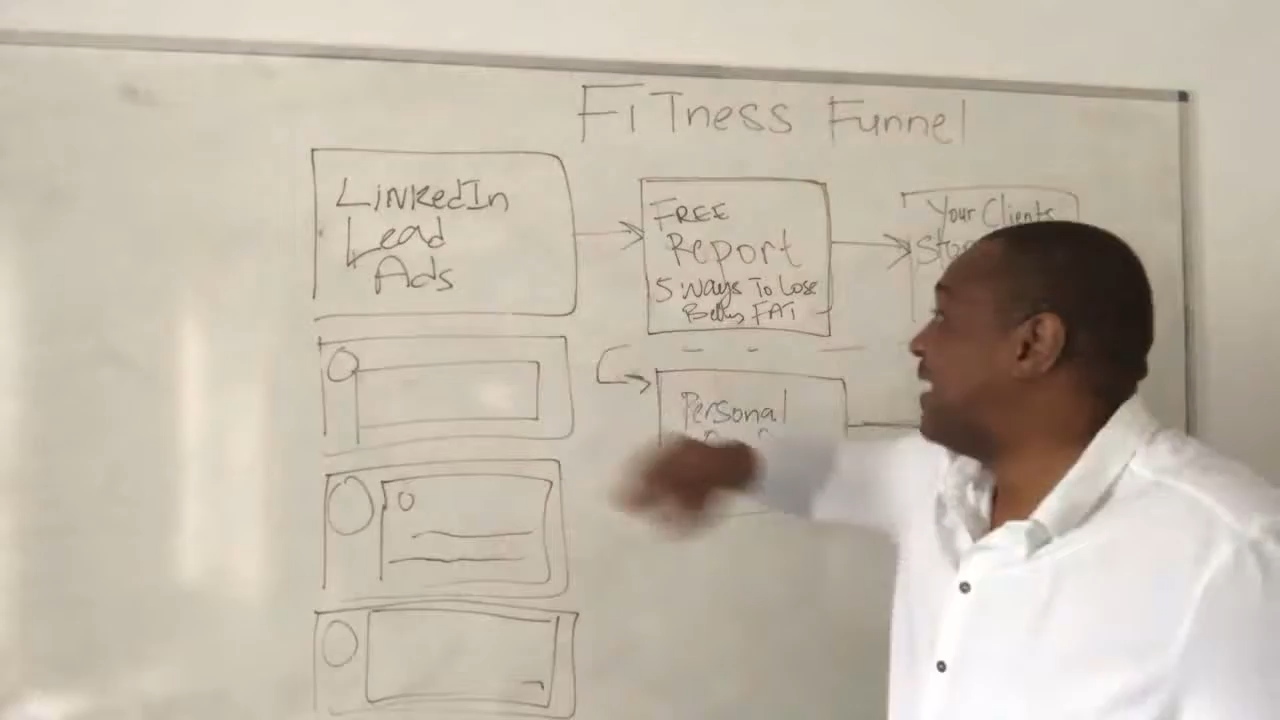 FiTness Funnel
LinkedIn
Lead
Ads
FREE
Report
5 Ways To Lose
Belly FAT
Your Clients
Personal